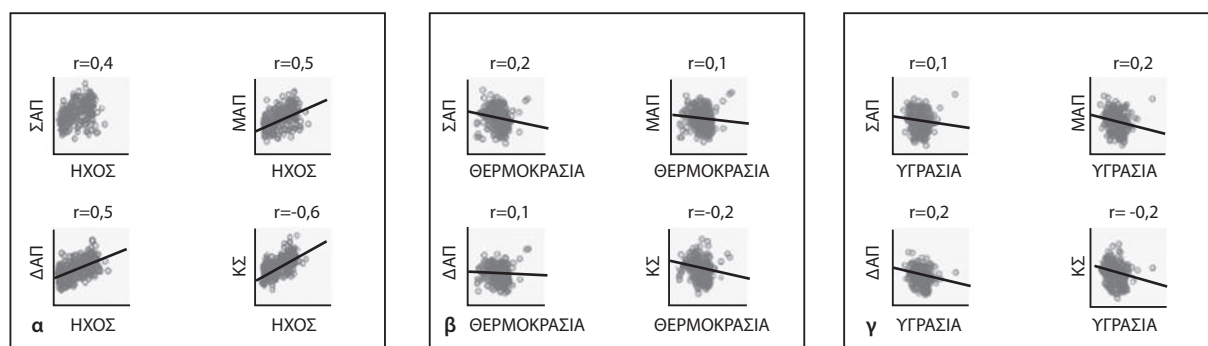 r=0,4
ΣΑΠ
ΗΧΟΣ
r=0,5
ΜΑΠ
ΗΧΟΣ
r=0,5
ΔΑΠ
ΗΧΟΣ
r=-0,6
ΚΣ
ΗΧΟΣ
α
r=0,2
ΣΑΠ
ΘΕΡΜΟΚΡΑΣΙΑ
r=0,1
ΜΑΠ
ΘΕΡΜΟΚΡΑΣΙΑ
r=0,1
ΔΑΠ
ΘΕΡΜΟΚΡΑΣΙΑ
r=-0,2
ΚΣ
ΘΕΡΜΟΚΡΑΣΙΑ
β
r=0,1
ΣΑΠ
ΥΓΡΑΣΙΑ
r=0,2
ΜΑΠ
ΥΓΡΑΣΙΑ
r=0,2
ΔΑΠ
ΥΓΡΑΣΙΑ
r= -0,2
ΚΣ
ΥΓΡΑΣΙΑ
γ